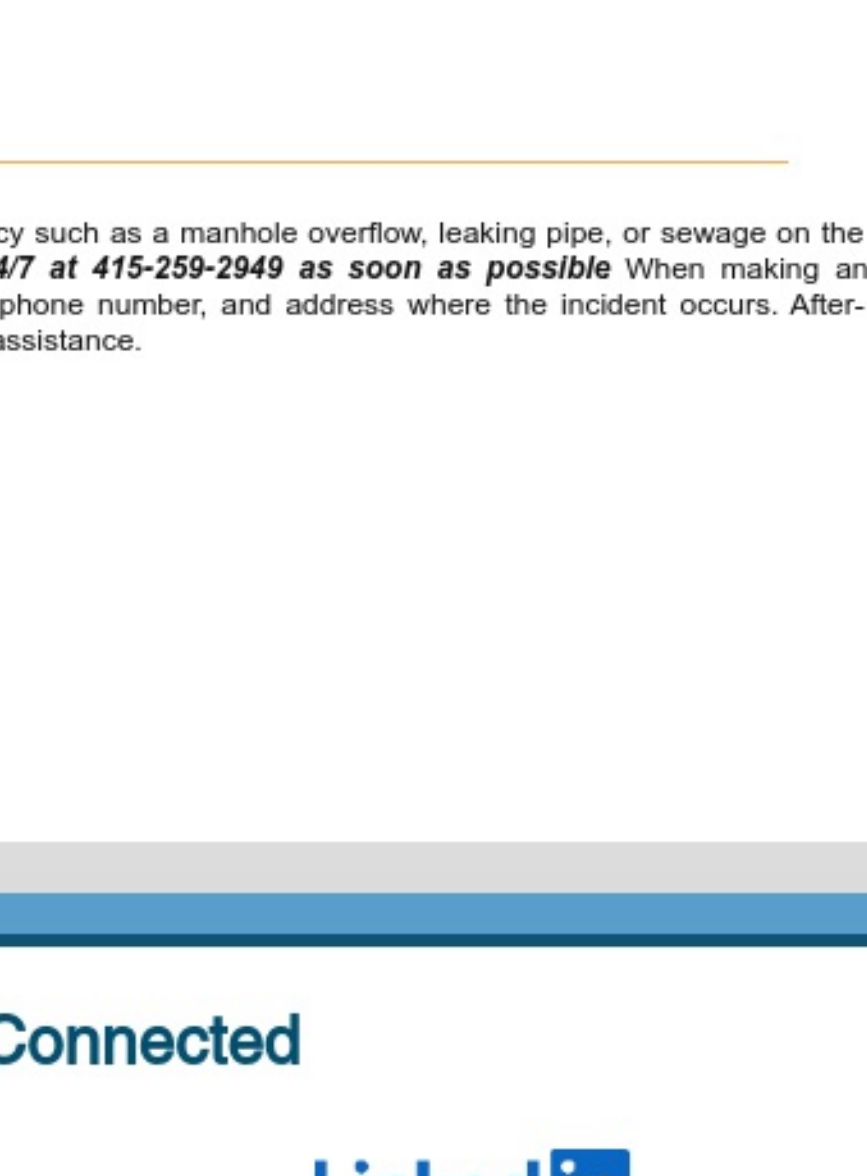 cy such as a manhole overflow, leaking pipe, or sewage on the
4/7 at 415-259-2949 as soon as possible When making an
phone number, and address where the incident occurs. After-
assistance.
Connected
Linkedin